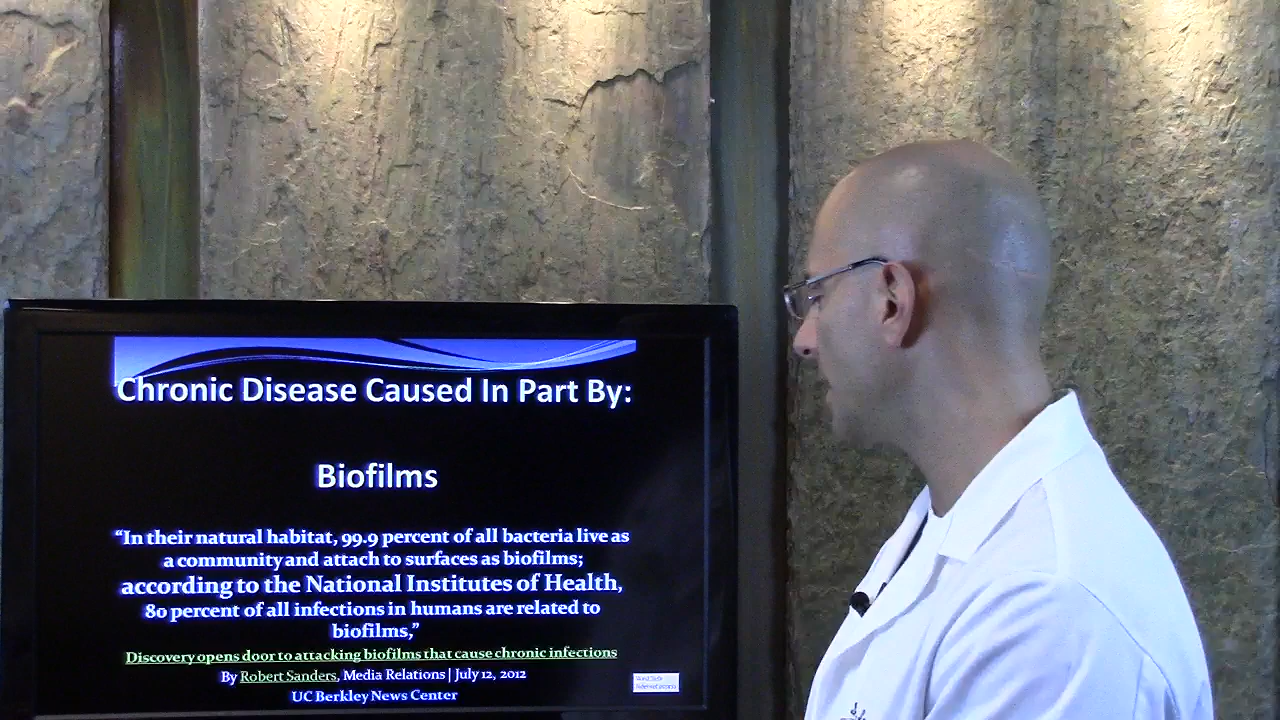 Chronic Disease Caused In Part By:
Biofilms
“In their natural habitat, 99.9 percent of all bacteria live as
a community and attach to surfaces as biofilms;
according to the National Institutes of Health,
80 percent of all infections in humans are related to
biofilms,”
Discovery opens door to attacking biofilms that cause chronic infections
By Robert Sanders, Media Relations | July 12, 2012
UC Berkley News Center